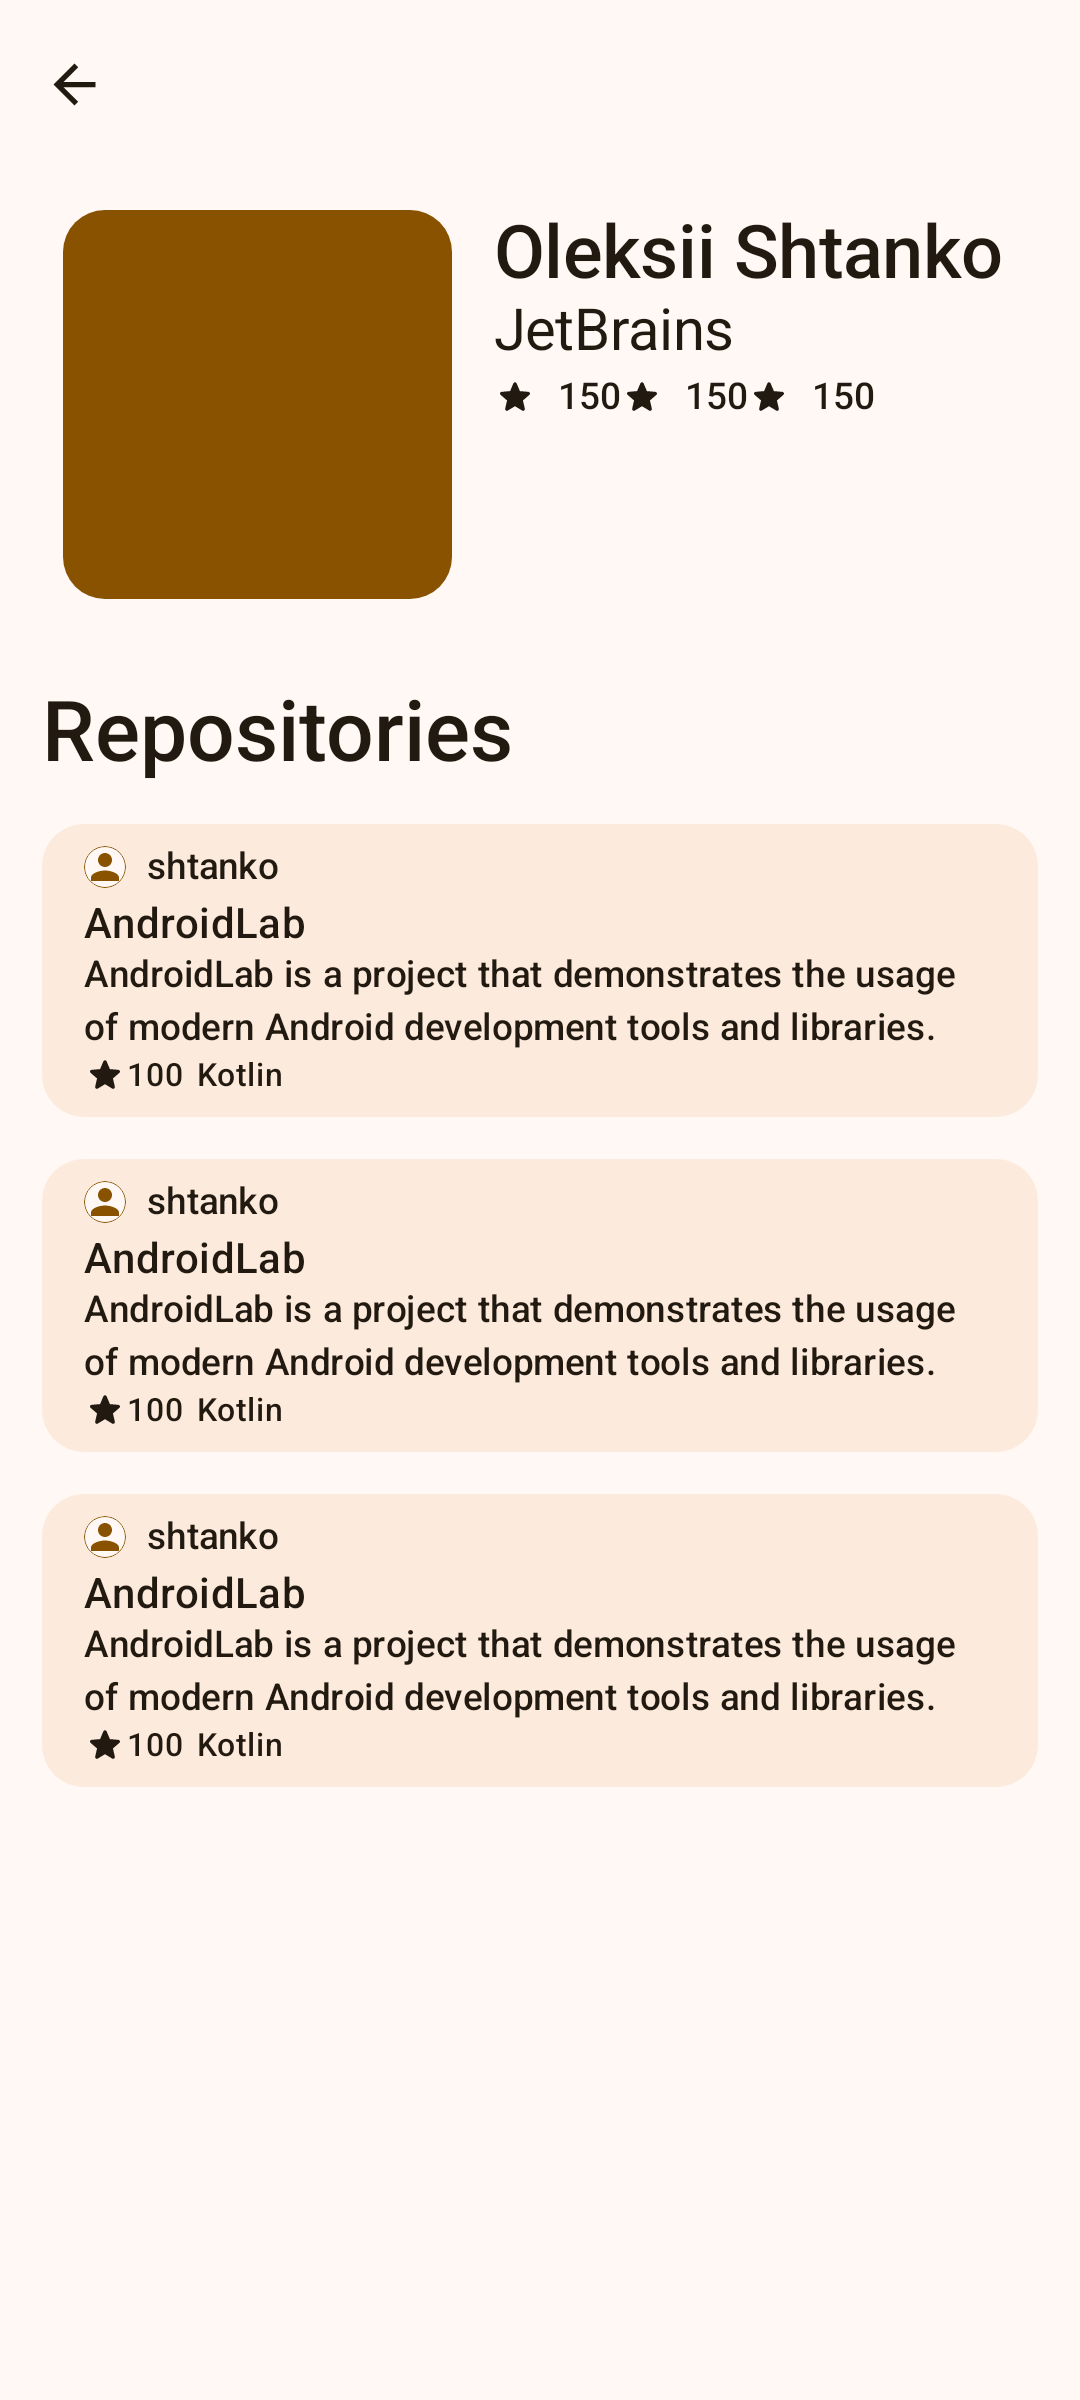 Oleksii Shtanko
JetBrains
150 150 150
Repositories
shtanko
AndroidLab
AndroidLab is a project that demonstrates the usage
of modern Android development tools and libraries.
100 Kotlin
shtanko
AndroidLab
AndroidLab is a project that demonstrates the usage
of modern Android development tools and libraries.
100 Kotlin
shtanko
AndroidLab
AndroidLab is a project that demonstrates the usage
of modern Android development tools and libraries.
100 Kotlin